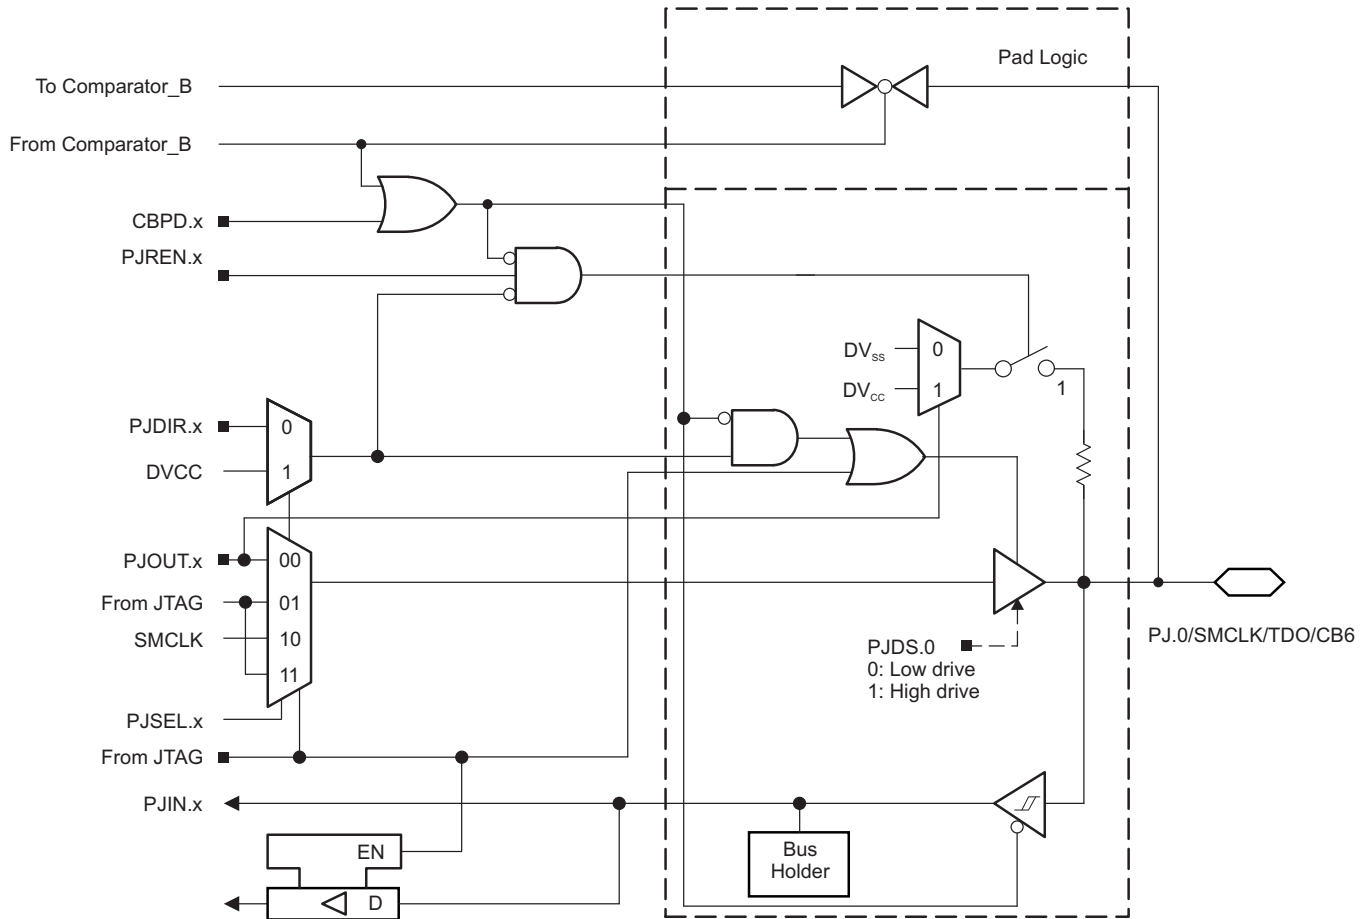 Pad Logic
To Comparator_B
From Comparator_B
CBPD.x
PJREN.x
DVSS
0
DVCC
1
1
PJDIR.x
0
DVCC
1
PJOUT.x
00
From JTAG
01
SMCLK
10
11
PJDS.0
0: Low drive
1: High drive
PJ.0/SMCLK/TDO/CB6
PJSEL.x
From JTAG
PJIN.x
Bus
Holder
EN
D